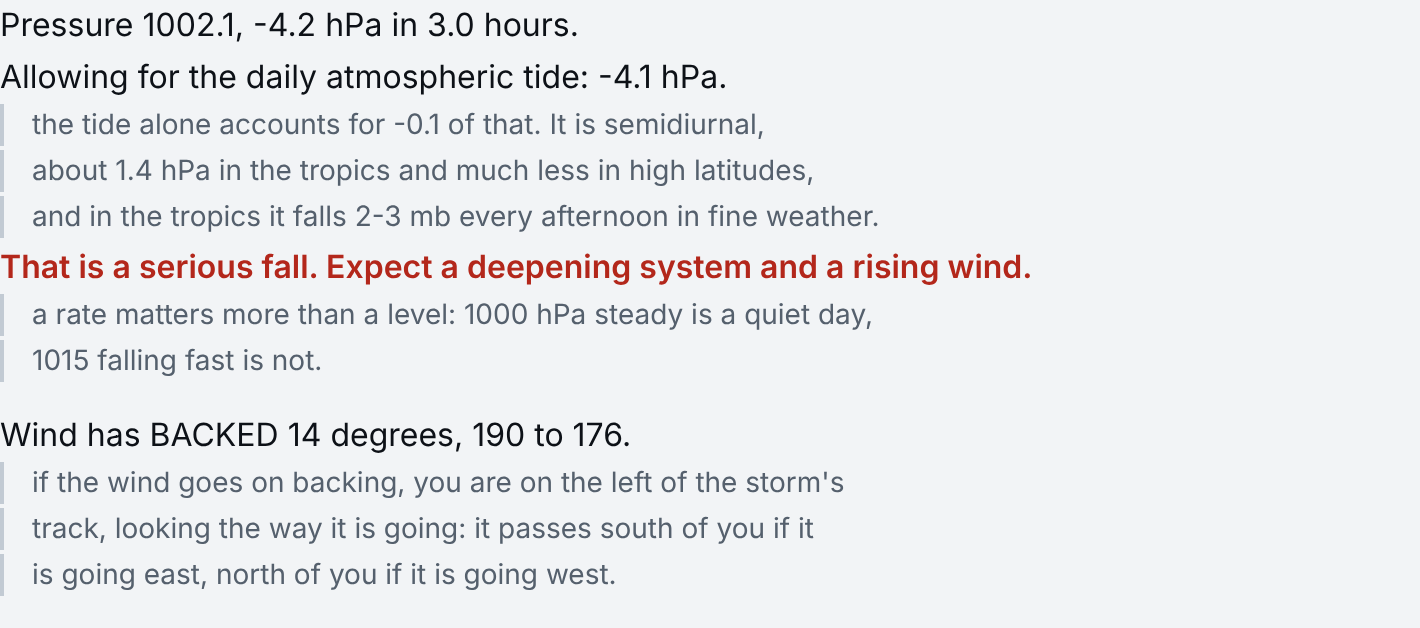 Pressure 1002.1, -4.2 hPa in 3.0 hours.
Allowing for the daily atmospheric tide: -4.1 hPa.
the tide alone accounts for -0.1 of that. It is semidiurnal,
about 1.4 hPa in the tropics and much less in high latitudes,
and in the tropics it falls 2-3 mb every afternoon in fine weather.
That is a serious fall. Expect a deepening system and a rising wind.
a rate matters more than a level: 1000 hPa steady is a quiet day,
1015 falling fast is not.
Wind has BACKED 14 degrees, 190 to 176.
if the wind goes on backing, you are on the left of the storm's
track, looking the way it is going: it passes south of you if it
is going east, north of you if it is going west.